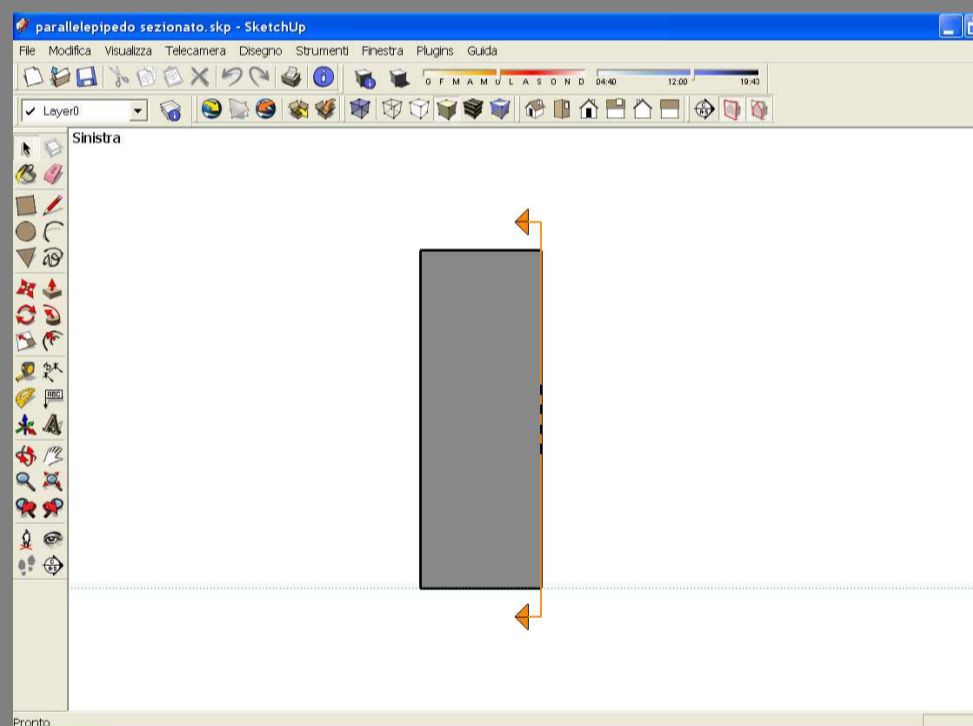 parallelepipedo sezionato.skp - SketchUp
File Modifica Visualizza Telecamera Disegno Strumenti Finestra Plugins Guida
G F M A M J L A S O N D 04:40 12:00 19:43
Layer0
Sinistra
ABC
Pronto